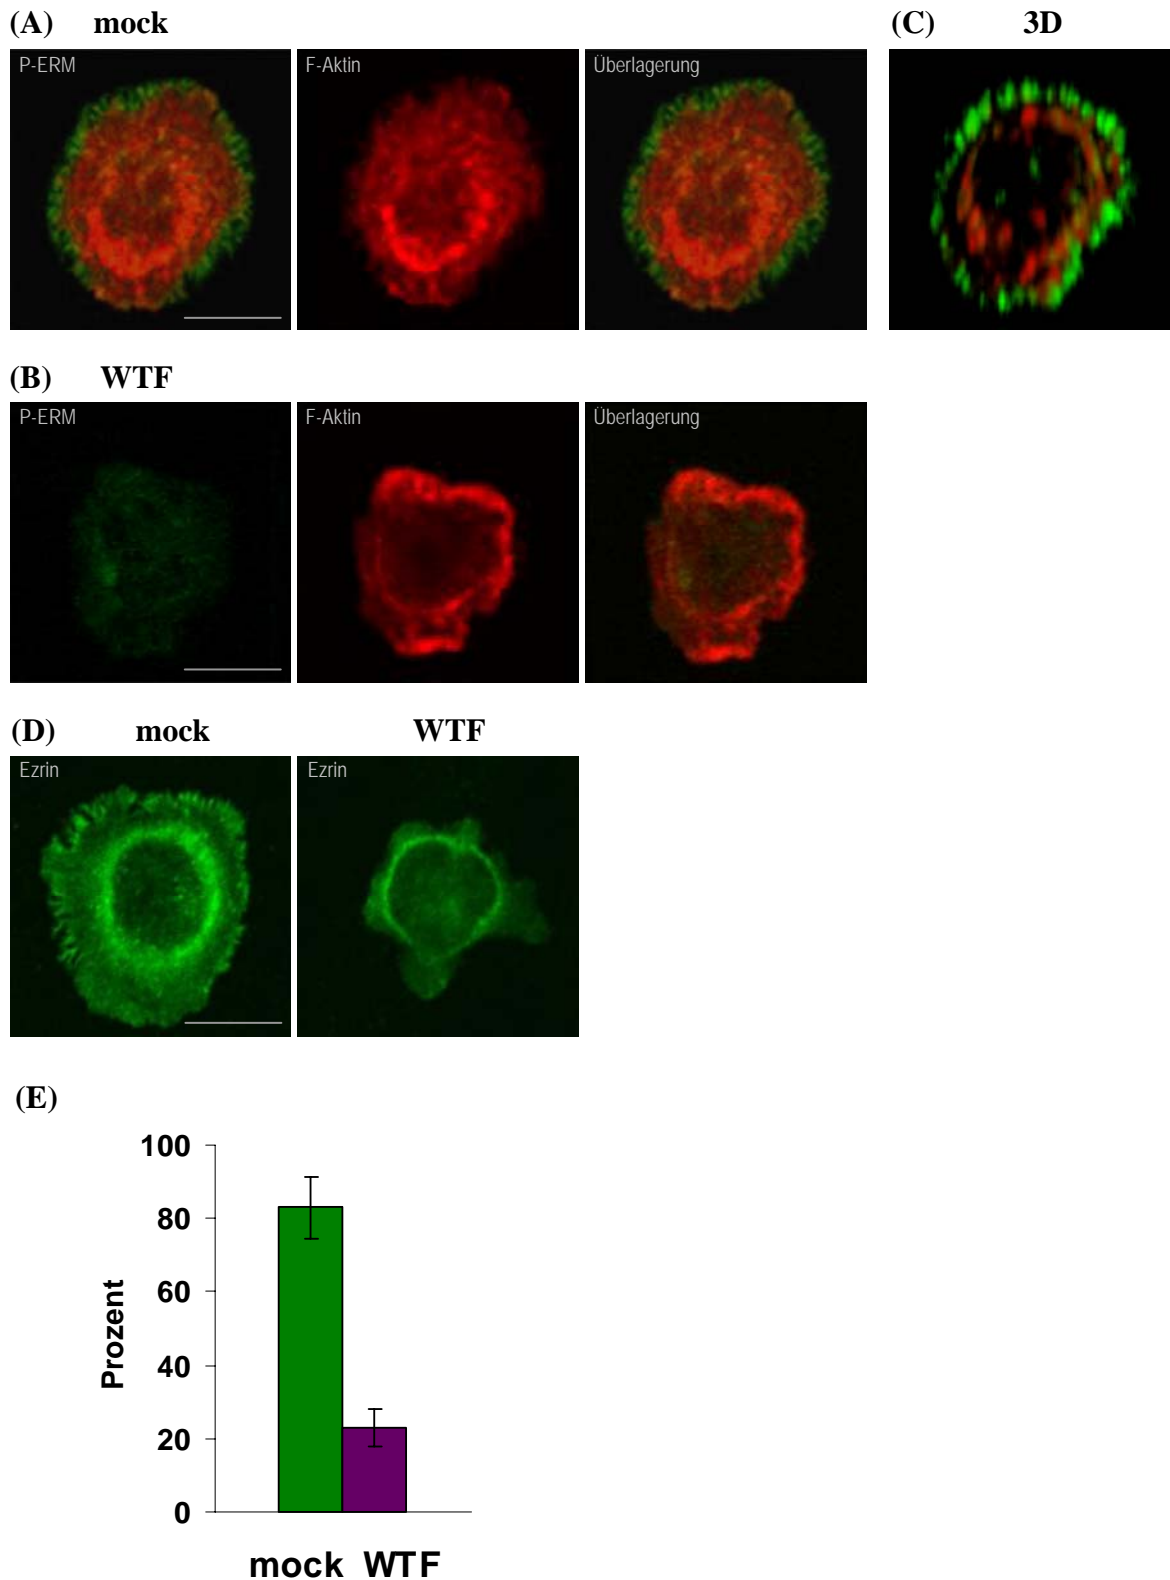 (A) mock
(C) 3D
P-ERM
F-Aktin
Überlagerung
(B) WTF
P-ERM
F-Aktin
Überlagerung
(D) mock WTF
Ezrin
Ezrin
(E)
100
80
60
40
20
0
Prozent
mock WTF